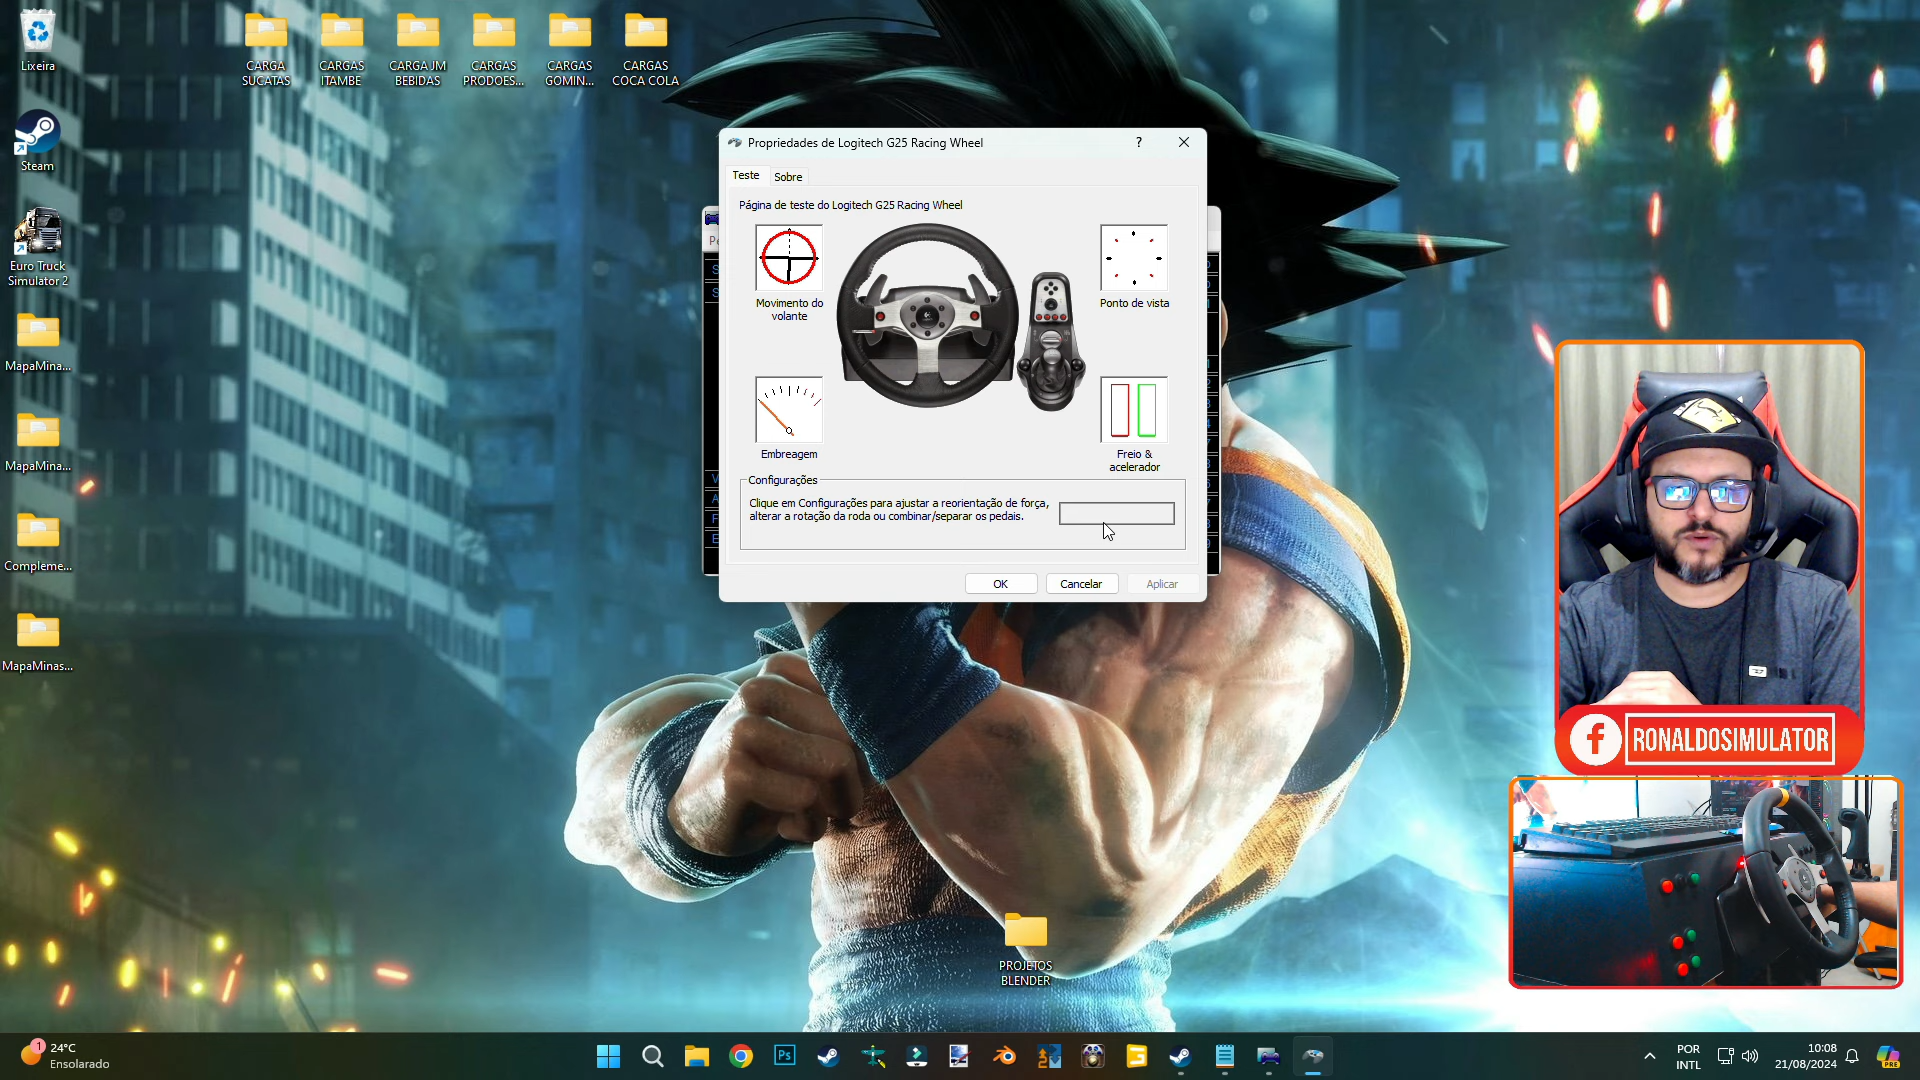 Lixeira
CARGA
SUCATAS
CARGAS
ITAMBE
CARGA JM
BEBIDAS
CARGAS
PRODOES...
CARGAS
GOMIN...
CARGAS
COCA COLA
Steam
Euro Truck
Simulator 2
MapaMina...
MapaMina...
Compleme...
MapaMinas...
Propriedades de Logitech G25 Racing Wheel
?
Teste
Sobre
Página de teste do Logitech G25 Racing Wheel
Movimento do
volante
Ponto de vista
Embreagem
Freio &
acelerador
Configurações
Clique em Configurações para ajustar a reorientação de força,
alterar a rotação da roda ou combinar/separar os pedais.
OK
Cancelar
Aplicar
f RONALDOSIMULATOR
PROJETOS
BLENDER
1
24°C
Ensolarado
Ps
POR
INTL
10:08
21/08/2024
PRE